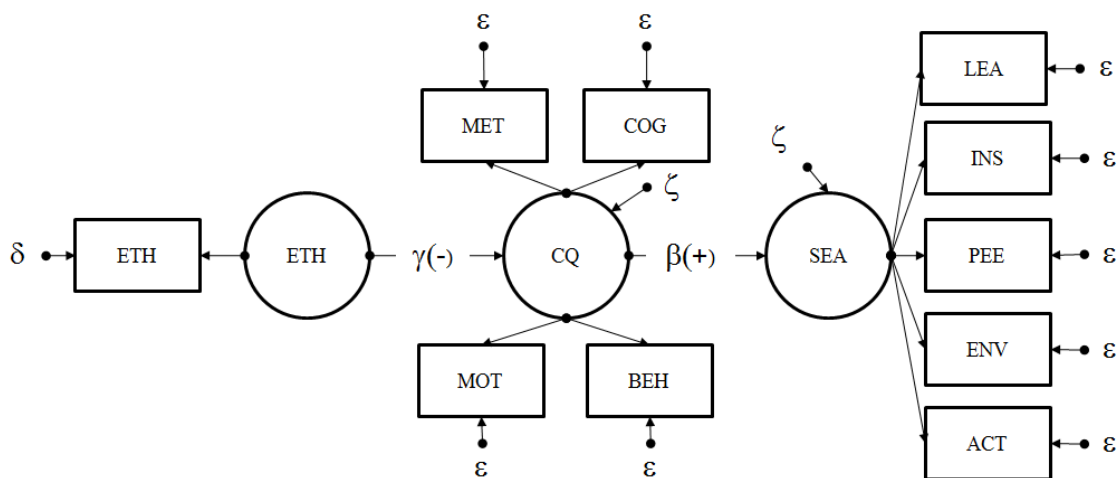 ε
ε
MET
COG
LEA
ε
ζ
INS
ε
ζ
δ
ETH
ETH
γ(-)
CQ
β(+)
SEA
PEE
ε
MOT
BEH
ENV
ε
ε
ε
ACT
ε